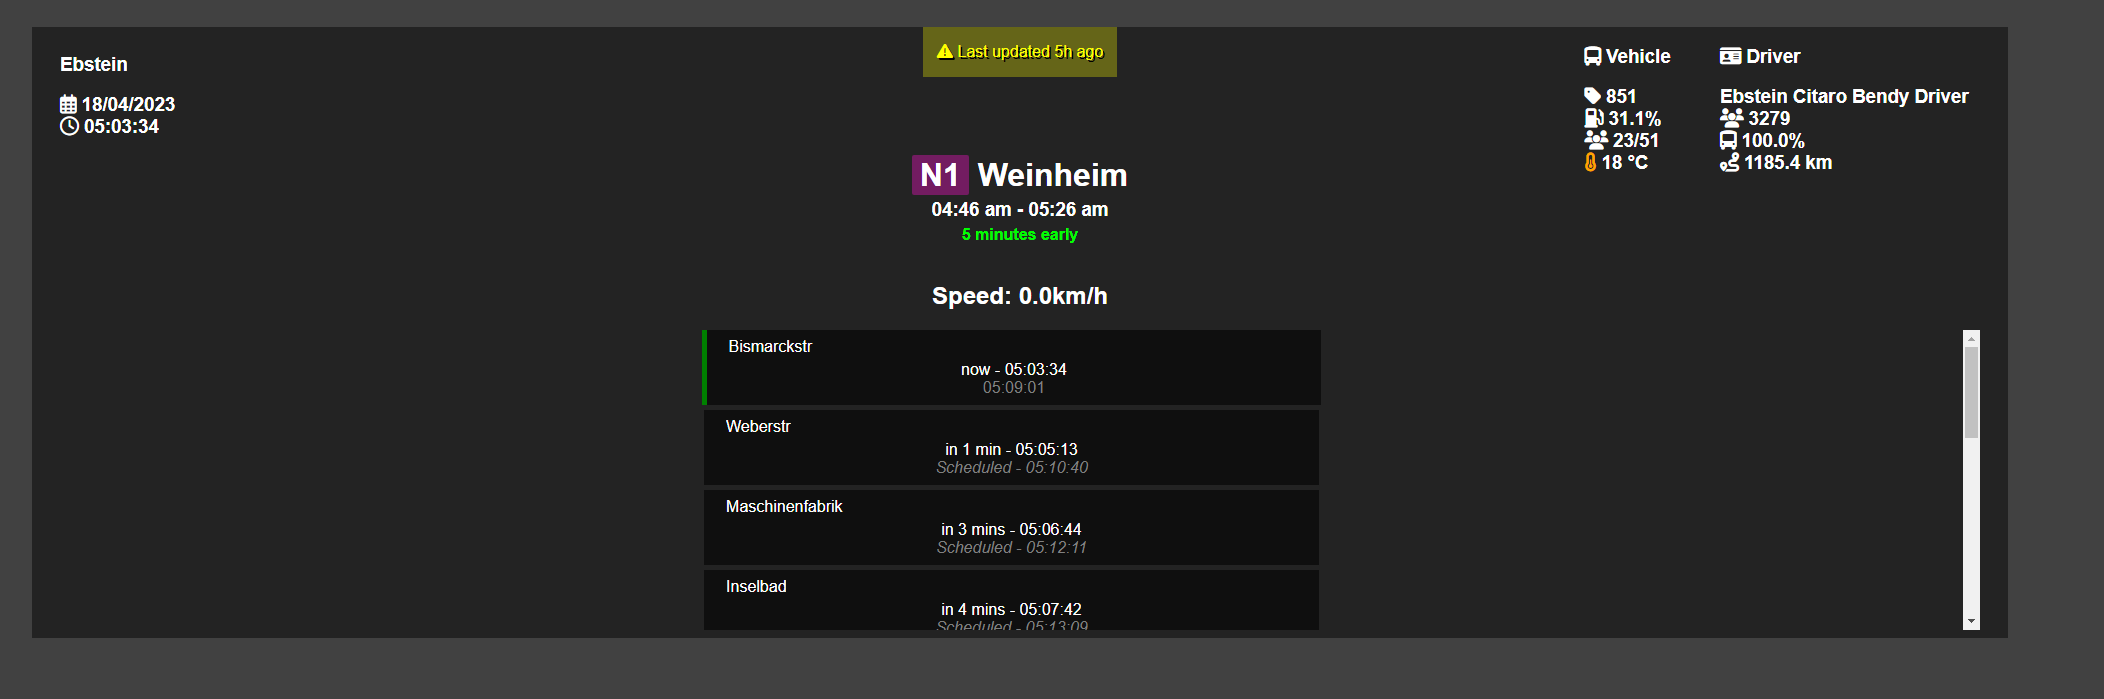 Ebstein
18/04/2023
05:03:34
Last updated 5h ago
N1 Weinheim
04:46 am - 05:26 am
5 minutes early
Speed: 0.0km/h
Vehicle
851
31.1%
23/51
18 °C
Driver
Ebstein Citaro Bendy Driver
3279
100.0%
1185.4 km
Bismarckstr
now - 05:03:34
05:09:01
Weberstr
in 1 min - 05:05:13
Scheduled - 05:10:40
Maschinenfabrik
in 3 mins - 05:06:44
Scheduled - 05:12:11
Inselbad
in 4 mins - 05:07:42
Scheduled - 05:13:09